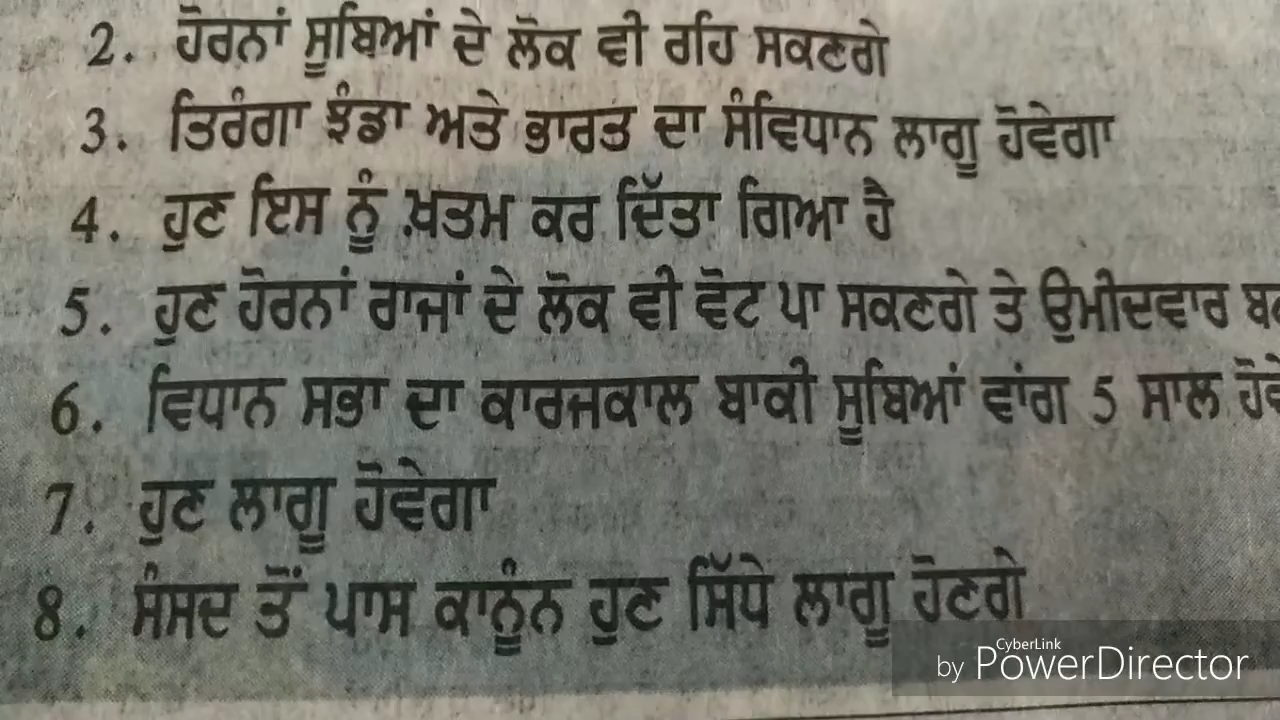 2. ਹੋਰਨਾਂ ਸੂਬਿਆਂ ਦੇ ਲੋਕ ਵੀ ਰਹਿ ਸਕਣਗੇ
3. ਤਿਰੰਗਾ ਝੰਡਾ ਅਤੇ ਭਾਰਤ ਦਾ ਸੰਵਿਧਾਨ ਲਾਗੂ ਹੋਵੇਗਾ
4. ਹੁਣ ਇਸ ਨੂੰ ਖ਼ਤਮ ਕਰ ਦਿੱਤਾ ਗਿਆ ਹੈ
5. ਹੁਣ ਹੋਰਨਾਂ ਰਾਜਾਂ ਦੇ ਲੋਕ ਵੀ ਵੋਟ ਪਾ ਸਕਣਗੇ ਤੇ ਉਮੀਦਵਾਰ
6. ਵਿਧਾਨ ਸਭਾ ਦਾ ਕਾਰਜਕਾਲ ਬਾਕੀ ਸੂਬਿਆਂ ਵਾਂਗ 5 ਸਾਲ
7. ਹੁਣ ਲਾਗੂ ਹੋਵੇਗਾ
8. ਸੰਸਦ ਤੋਂ ਪਾਸ ਕਾਨੂੰਨ ਹੁਣ ਸਿੱਧੇ ਲਾਗੂ ਹੋਣਗੇ
CyberLink
by PowerDirector